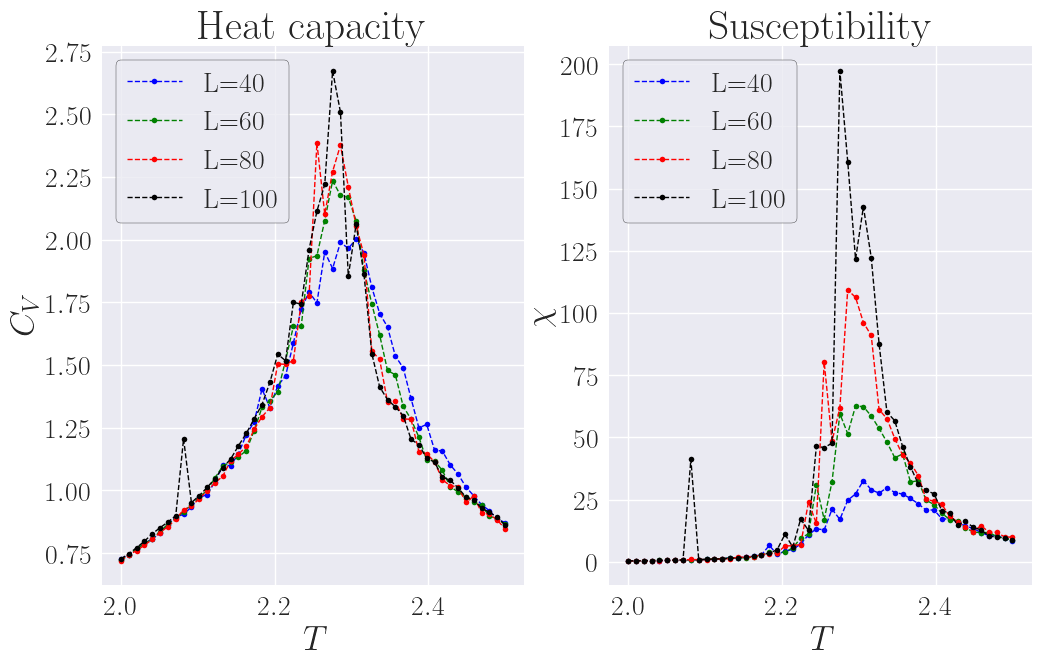 Heat capacity
C_V
2.75
2.50
2.25
2.00
1.75
1.50
1.25
1.00
0.75
L=40
L=60
L=80
L=100
2.0 2.2 2.4
T
Susceptibility
χ
200
175
150
125
100
75
50
25
0
L=40
L=60
L=80
L=100
2.0 2.2 2.4
T